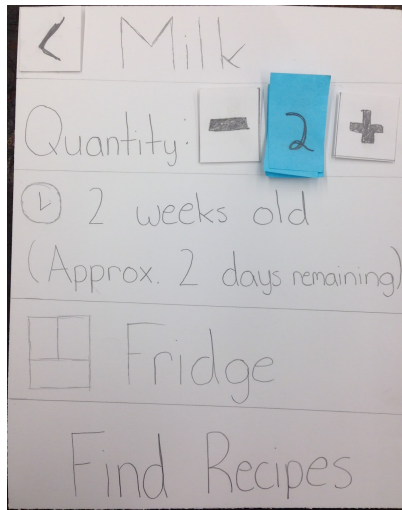 < Milk
Quantity: - 2 +
2 weeks old
(Approx. 2 days remaining)
Fridge
Find Recipes